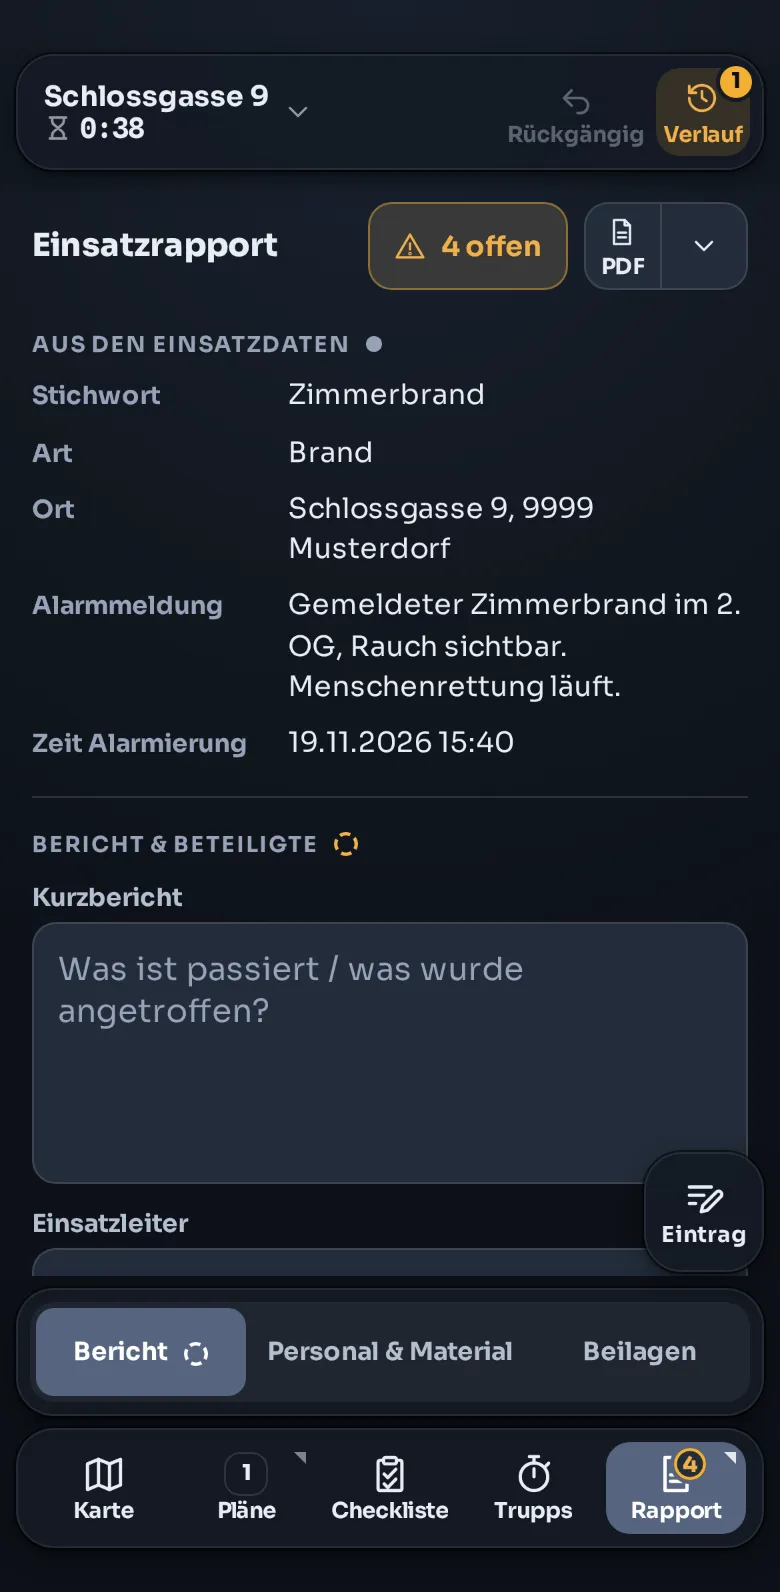 Schlossgasse 9
0:38
Rückgängig
Verlauf
1
Einsatzrapport
4 offen
PDF
AUS DEN EINSATZDATEN
Stichwort
Zimmerbrand
Art
Brand
Ort
Schlossgasse 9, 9999
Musterdorf
Alarmmeldung
Gemeldeter Zimmerbrand im 2.
OG, Rauch sichtbar.
Menschenrettung läuft.
Zeit Alarmierung
19.11.2026 15:40
BERICHT & BETEILIGTE
Kurzbericht
Was ist passiert / was wurde
angetroffen?
Einsatzleiter
Eintrag
Bericht
Personal & Material
Beilagen
Karte
1
Pläne
Checkliste
Trupps
4
Rapport